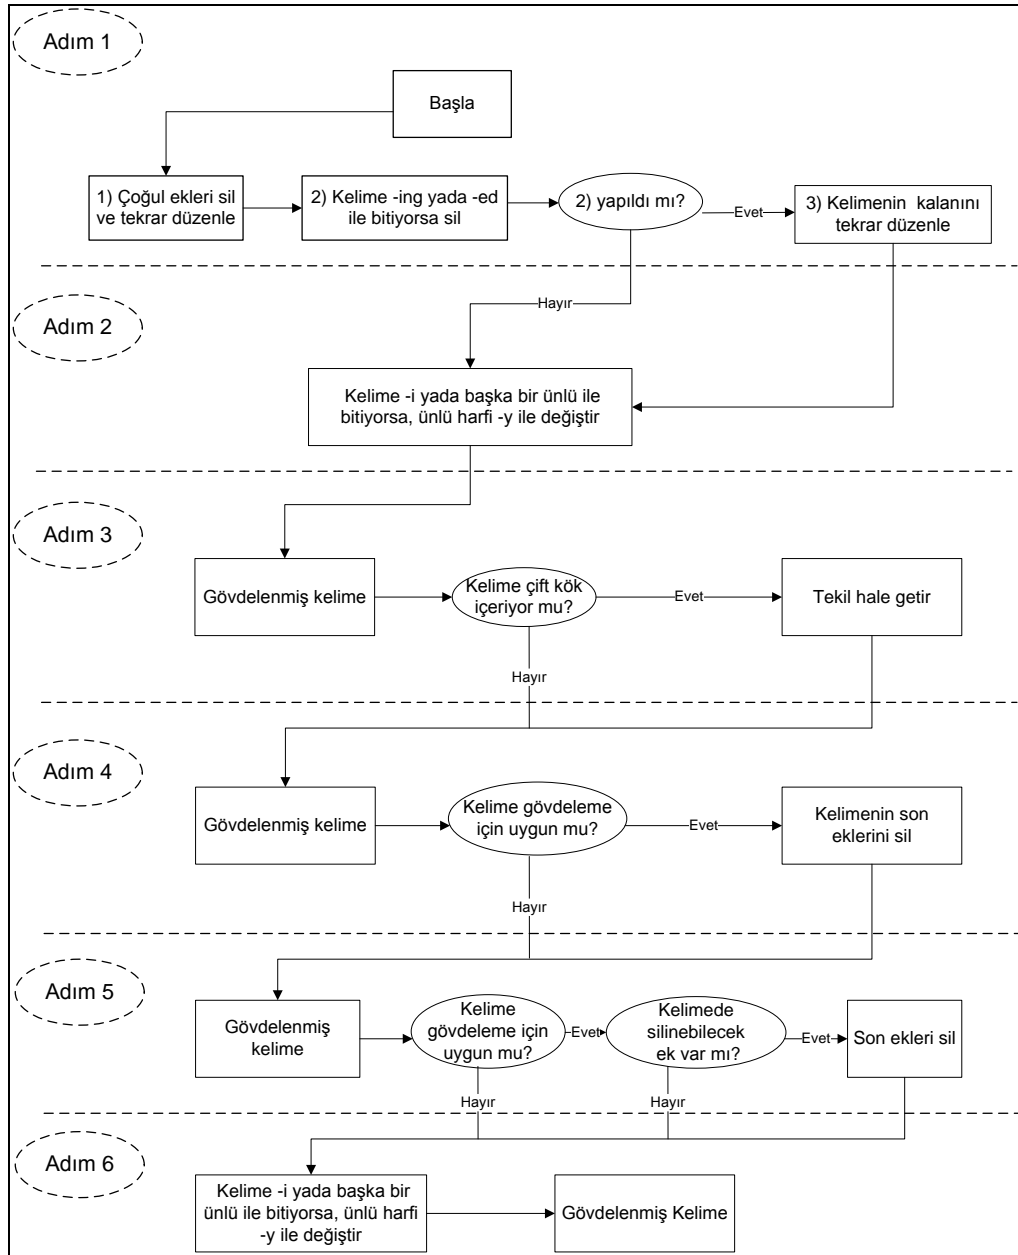 Adım 1
Başla
1) Çoğul ekleri sil
ve tekrar düzenle
2) Kelime -ing yada -ed
ile bitiyorsa sil
2) yapıldı mı?
Evet
3) Kelimenin kalanını
tekrar düzenle
Hayır
Adım 2
Kelime -i yada başka bir ünlü ile
bitiyorsa, ünlü harfi -y ile değiştir
Adım 3
Gövdelenmiş kelime
Kelime çift kök
içeriyor mu?
Evet
Tekil hale getir
Hayır
Adım 4
Gövdelenmiş kelime
Kelime gövdeleme
için uygun mu?
Evet
Kelimenin son
eklerini sil
Hayır
Adım 5
Gövdelenmiş
kelime
Kelime
gövdeleme için
uygun mu?
Evet
Kelimede
silinebilecek
ek var mı?
Evet
Son ekleri sil
Hayır
Hayır
Adım 6
Kelime -i yada başka bir
ünlü ile bitiyorsa, ünlü harfi
-y ile değiştir
Gövdelenmiş Kelime